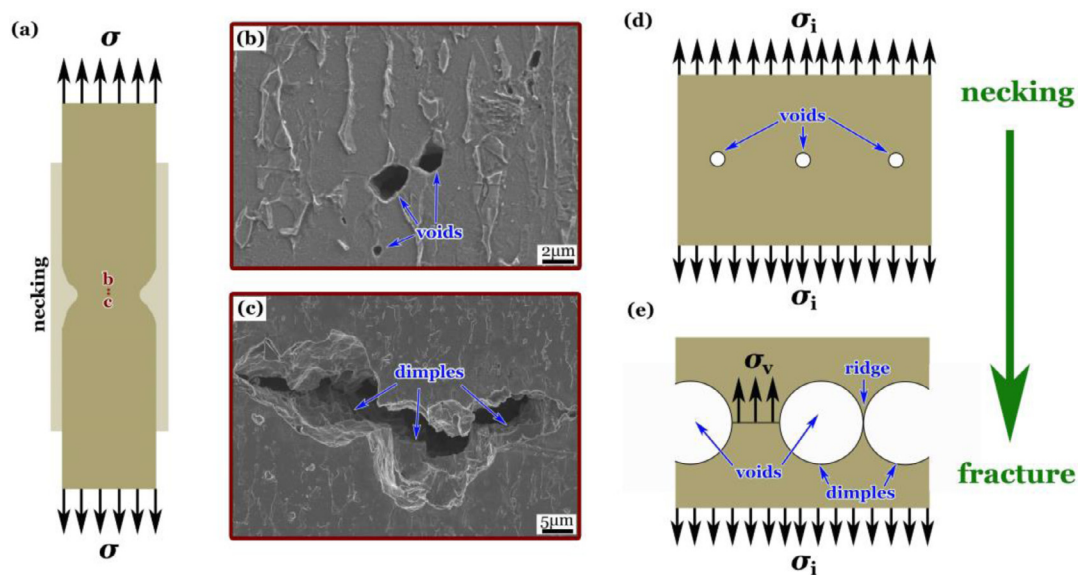 (a)
σ
necking
b
c
σ
(b)
voids
2μm
(c)
dimples
5μm
(d)
σi
voids
σi
(e)
σv
ridge
voids
dimples
σi
necking
fracture